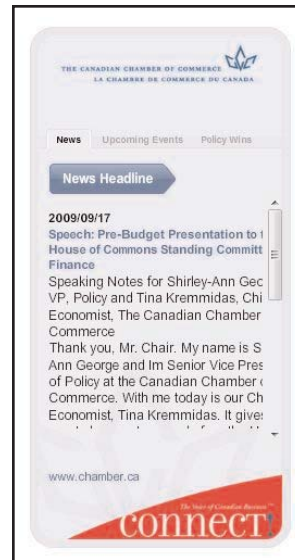 THE CANADIAN CHAMBER OF COMMERCE
LA CHAMBRE DE COMMERCE DU CANADA
News Upcoming Events Policy Wins
News Headline
2009/09/17
Speech: Pre-Budget Presentation to
House of Commons Standing Committ
Finance
Speaking Notes for Shirley-Ann Geo
VP, Policy and Tina Kremmidas, Chi
Economist, The Canadian Chamber
Commerce
Thank you, Mr. Chair. My name is S
Ann George and Im Senior Vice Pres
of Policy at the Canadian Chamber
Commerce. With me today is our Ch
Economist, Tina Kremmidas. It gives
www.chamber.ca
The Voice of Canadian Business
connect!